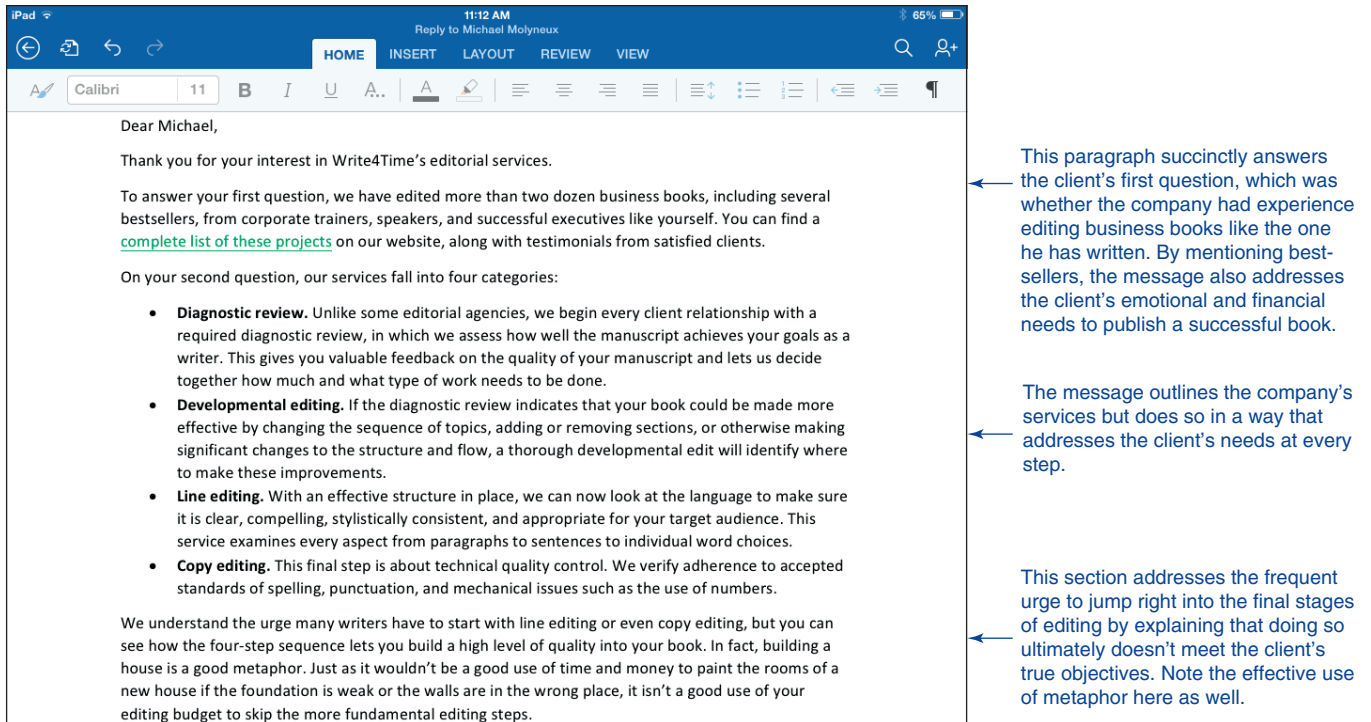 iPad
11:12 AM
65%
Reply to Michael Molyneux
HOME INSERT LAYOUT REVIEW VIEW
Calibri 11 B I U A.. A
Dear Michael,
Thank you for your interest in Write4Time’s editorial services.
To answer your first question, we have edited more than two dozen business books, including several
bestsellers, from corporate trainers, speakers, and successful executives like yourself. You can find a
complete list of these projects on our website, along with testimonials from satisfied clients.
On your second question, our services fall into four categories:
• Diagnostic review. Unlike some editorial agencies, we begin every client relationship with a
required diagnostic review, in which we assess how well the manuscript achieves your goals as a
writer. This gives you valuable feedback on the quality of your manuscript and lets us decide
together how much and what type of work needs to be done.
• Developmental editing. If the diagnostic review indicates that your book could be made more
effective by changing the sequence of topics, adding or removing sections, or otherwise making
significant changes to the structure and flow, a thorough developmental edit will identify where
to make these improvements.
• Line editing. With an effective structure in place, we can now look at the language to make sure
it is clear, compelling, stylistically consistent, and appropriate for your target audience. This
service examines every aspect from paragraphs to sentences to individual word choices.
• Copy editing. This final step is about technical quality control. We verify adherence to accepted
standards of spelling, punctuation, and mechanical issues such as the use of numbers.
We understand the urge many writers have to start with line editing or even copy editing, but you can
see how the four-step sequence lets you build a high level of quality into your book. In fact, building a
house is a good metaphor. Just as it wouldn’t be a good use of time and money to paint the rooms of a
new house if the foundation is weak or the walls are in the wrong place, it isn’t a good use of your
editing budget to skip the more fundamental editing steps.
This paragraph succinctly answers
the client’s first question, which was
whether the company had experience
editing business books like the one
he has written. By mentioning best-
sellers, the message also addresses
the client’s emotional and financial
needs to publish a successful book.
The message outlines the company’s
services but does so in a way that
addresses the client’s needs at every
step.
This section addresses the frequent
urge to jump right into the final stages
of editing by explaining that doing so
ultimately doesn’t meet the client’s
true objectives. Note the effective use
of metaphor here as well.